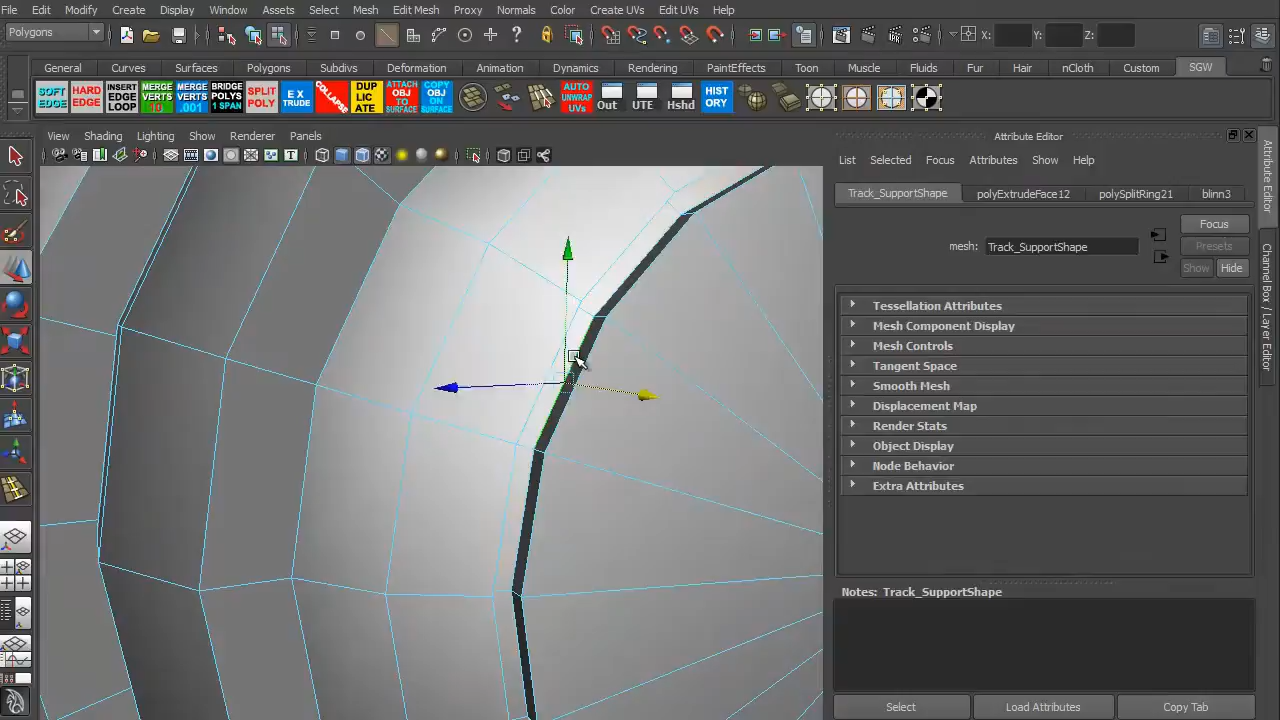 File Edit Modify Create Display Window Assets Select Mesh Edit Mesh Proxy Normals Color Create UVs Edit UVs Help
Polygons X: Y: Z:
General Curves Surfaces Polygons Subdivs Deformation Animation Dynamics Rendering PaintEffects Toon Muscle Fluids Fur Hair nCloth Custom SGW
SOFT EDGE HARD EDGE INSERT EDGE LOOP MERGE VERTS 10 MERGE VERTS .001 BRIDGE POLYS 1 SPAN SPLIT POLY EX TRUDE COLLAPSE DUP LIC ATE ATTACH OBJ TO SURFACE COPY OBJ ON SURFACE AUTO UNWRAP UVs Out UTE Hshd HIST ORY
View Shading Lighting Show Renderer Panels
Attribute Editor
List Selected Focus Attributes Show Help
Track_SupportShape polyExtrudeFace12 polySplitRing21 blinn3
Focus
mesh: Track_SupportShape Presets
Show Hide
Tessellation Attributes
Mesh Component Display
Mesh Controls
Tangent Space
Smooth Mesh
Displacement Map
Render Stats
Object Display
Node Behavior
Extra Attributes
Notes: Track_SupportShape
Select Load Attributes Copy Tab
Attribute Editor
Channel Box / Layer Editor